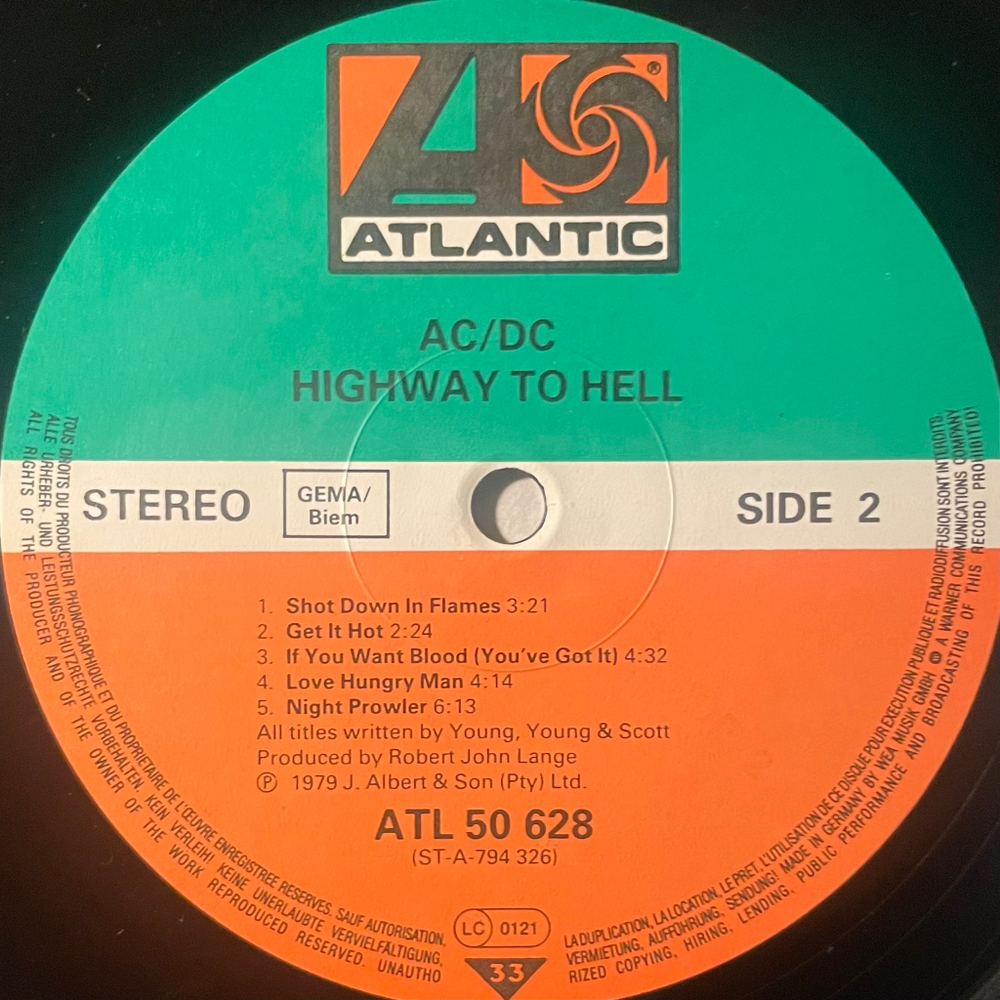 ATLANTIC
®
AC/DC
HIGHWAY TO HELL
STEREO
GEMA/
Biem
SIDE 2
1. Shot Down In Flames 3:21
2. Get It Hot 2:24
3. If You Want Blood (You've Got It) 4:32
4. Love Hungry Man 4:14
5. Night Prowler 6:13
All titles written by Young, Young & Scott
Produced by Robert John Lange
℗ 1979 J. Albert & Son (Pty) Ltd.
ATL 50 628
(ST-A-794 326)
LC 0121
33
TOUS DROITS DU PRODUCTEUR PHONOGRAPHIQUE ET DU PROPRIETAIRE DE L'ŒUVRE ENREGISTREE RESERVES. SAUF AUTORISATION,
LA DUPLICATION, LA LOCATION, LE PRET, L'UTILISATION DE CE DISQUE POUR EXECUTION PUBLIQUE ET RADIODIFFUSION SONT INTERDITS.
ALLE URHEBER- UND LEISTUNGSSCHUTZRECHTE VORBEHALTEN. KEIN VERLEIH! KEINE UNERLAUBTE VERVIELFÄLTIGUNG,
VERMIETUNG, AUFFÜHRUNG, SENDUNG! MADE IN GERMANY BY WEA MUSIK GMBH. A WARNER COMMUNICATIONS COMPANY
ALL RIGHTS OF THE PRODUCER AND OF THE OWNER OF THE WORK REPRODUCED RESERVED. UNAUTHO
RIZED COPYING, HIRING, LENDING, PUBLIC PERFORMANCE AND BROADCASTING OF THIS RECORD PROHIBITED!